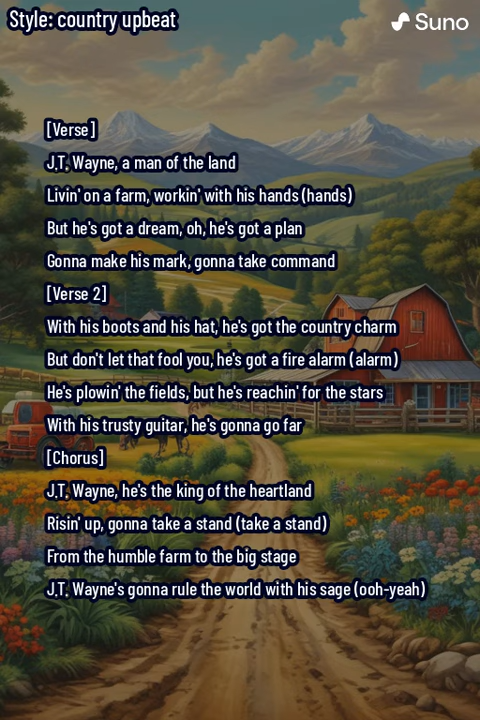 Style: country upbeat
Suno
[Verse]
J.T. Wayne, a man of the land
Livin' on a farm, workin' with his hands (hands)
But he's got a dream, oh, he's got a plan
Gonna make his mark, gonna take command
[Verse 2]
With his boots and his hat, he's got the country charm
But don't let that fool you, he's got a fire alarm (alarm)
He's plowin' the fields, but he's reachin' for the stars
With his trusty guitar, he's gonna go far
[Chorus]
J.T. Wayne, he's the king of the heartland
Risin' up, gonna take a stand (take a stand)
From the humble farm to the big stage
J.T. Wayne's gonna rule the world with his sage (ooh-yeah)